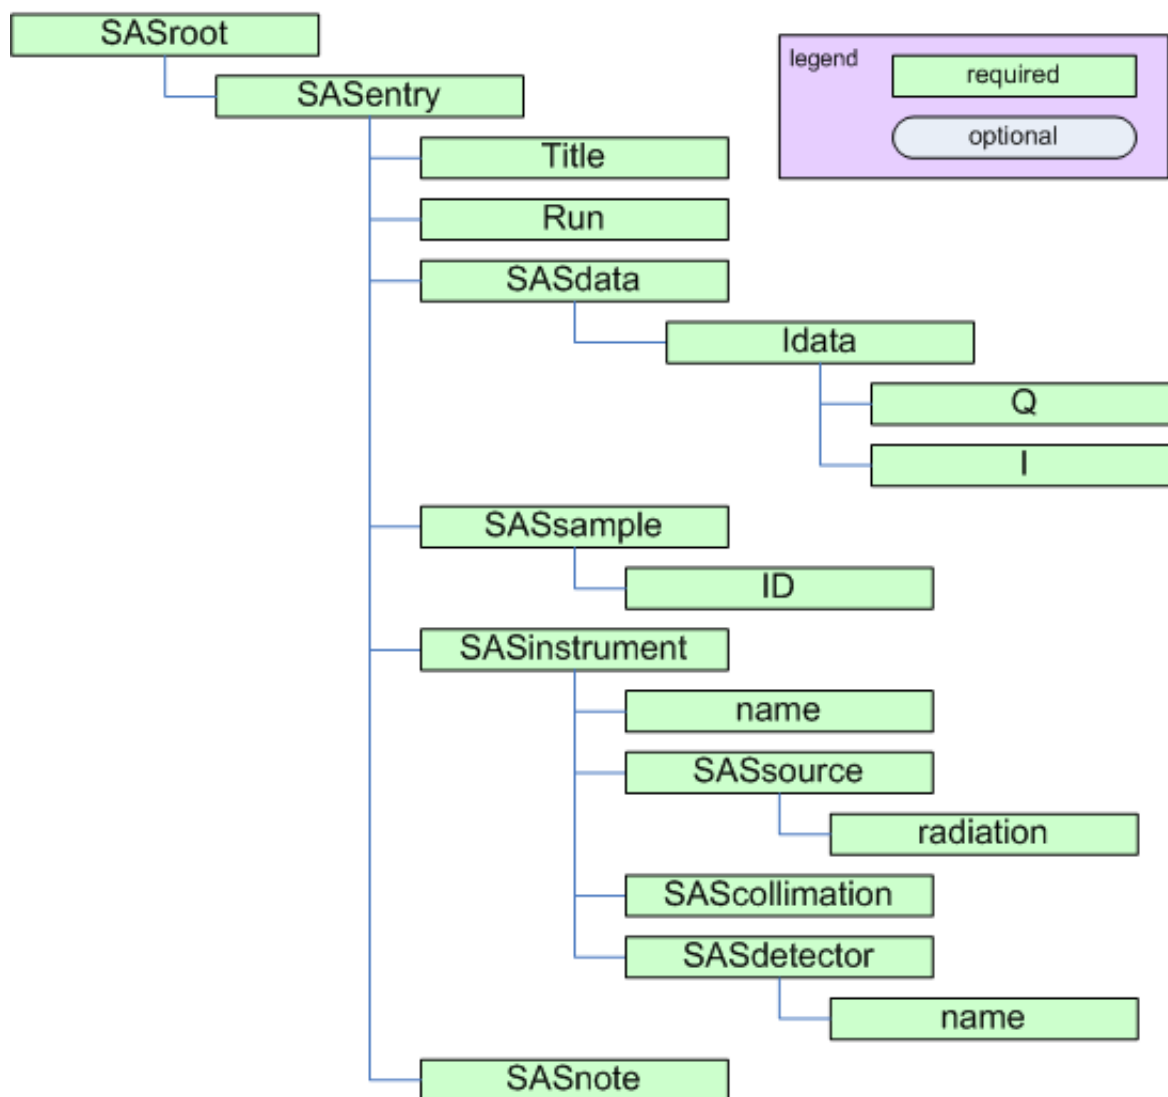 SASroot
legend
required
optional
SASentry
Title
Run
SASdata
Idata
Q
I
SASsample
ID
SASinstrument
name
SASsource
radiation
SAScollimation
SASdetector
name
SASnote